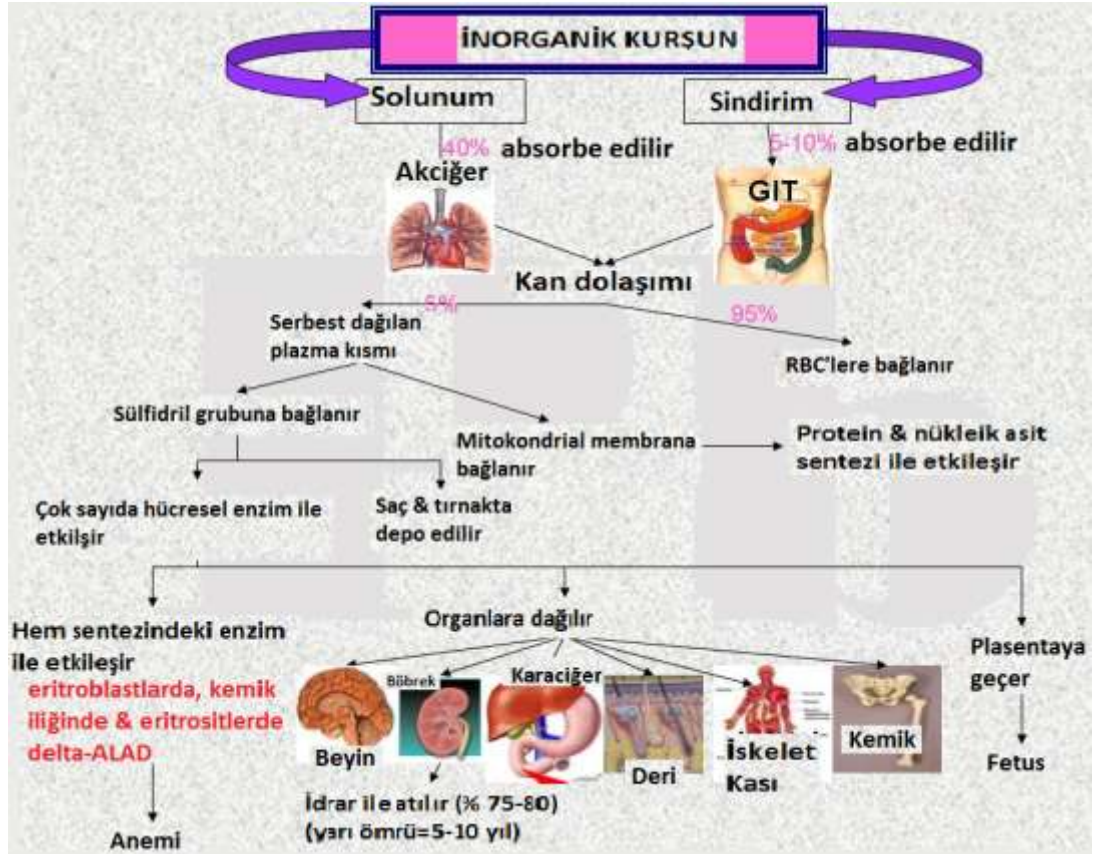 İNORGANİK KURŞUN
Solunum
Sindirim
40% absorbe edilir
5-10% absorbe edilir
Akciğer
GIT
Kan dolaşımı
5%
95%
Serbest dağılan
plazma kısmı
RBC'lere bağlanır
Sülfidril grubuna bağlanır
Mitokondrial membrana
bağlanır
Protein & nükleik asit
sentezi ile etkileşir
Çok sayıda hücresel enzim ile
etkilşir
Saç & tırnakta
depo edilir
Hem sentezindeki enzim
ile etkileşir
eritroblastlarda, kemik
iliğinde & eritrositlerde
delta-ALAD
Anemi
Organlara dağılır
Beyin
Böbrek
Karaciğer
Deri
İskelet
Kası
Kemik
İdrar ile atılır (% 75-80)
(yarı ömrü=5-10 yıl)
Plasentaya
geçer
Fetus